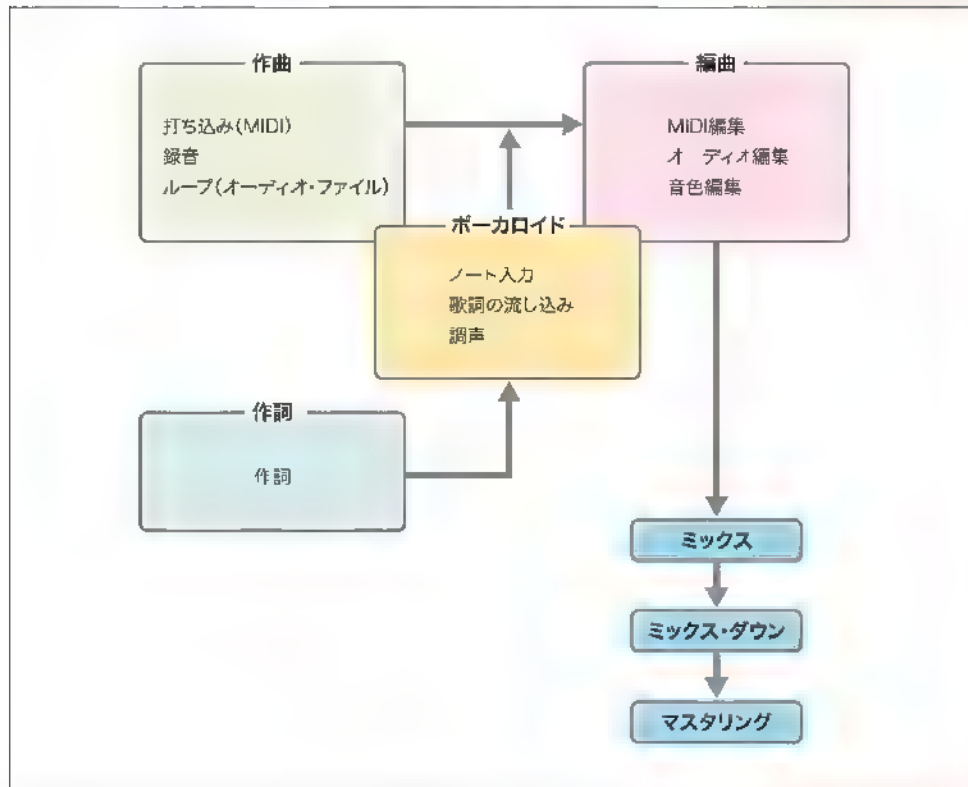 作曲
打ち込み(MIDI)
録音
ループ(オーディオ・ファイル)
編曲
MIDI編集
オーディオ編集
音色編集
ボーカロイド
ノート入力
歌詞の流し込み
調声
作詞
作詞
ミックス
ミックス・ダウン
マスタリング